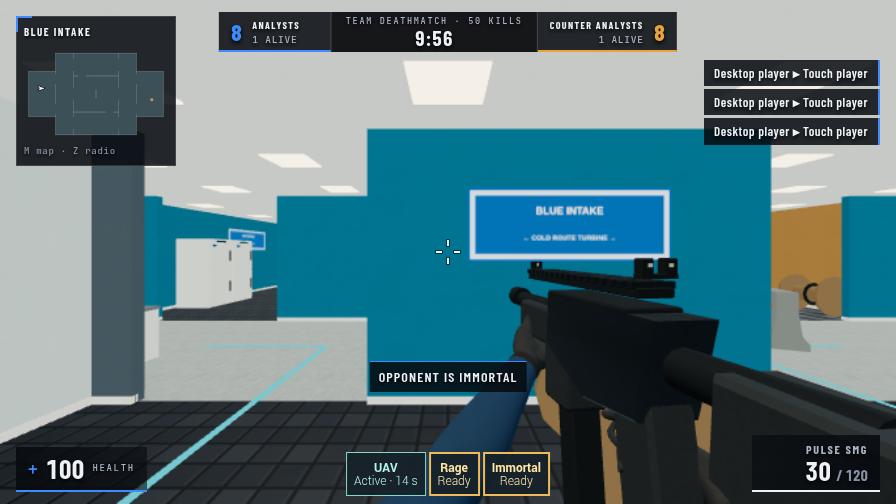 BLUE INTAKE
M map · Z radio
8
ANALYSTS
1 ALIVE
TEAM DEATHMATCH · 50 KILLS
9:56
COUNTER ANALYSTS
1 ALIVE
8
Desktop player ▸ Touch player
Desktop player ▸ Touch player
Desktop player ▸ Touch player
BLUE INTAKE
← COLD ROUTE TURBINE →
OPPONENT IS IMMORTAL
+ 100 HEALTH
UAV
Active · 14 s
Rage
Ready
Immortal
Ready
PULSE SMG
30 / 120